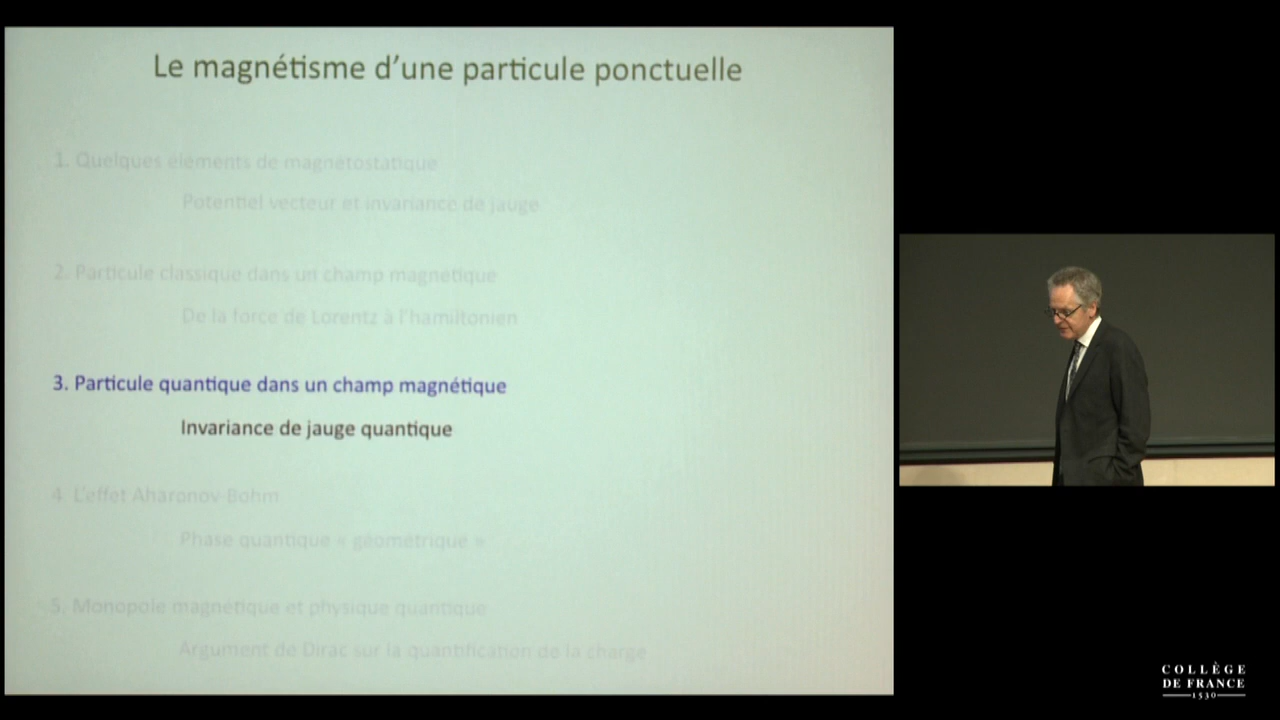 Le magnétisme d'une particule ponctuelle
1. Quelques éléments de magnétostatique
Potentiel vecteur et invariance de jauge
2. Particule classique dans un champ magnétique
De la force de Lorentz à l'hamiltonien
3. Particule quantique dans un champ magnétique
Invariance de jauge quantique
4. L'effet Aharonov-Bohm
Phase quantique « géométrique »
5. Monopole magnétique et physique quantique
Argument de Dirac sur la quantification de la charge
COLLÈGE
DE FRANCE
1530